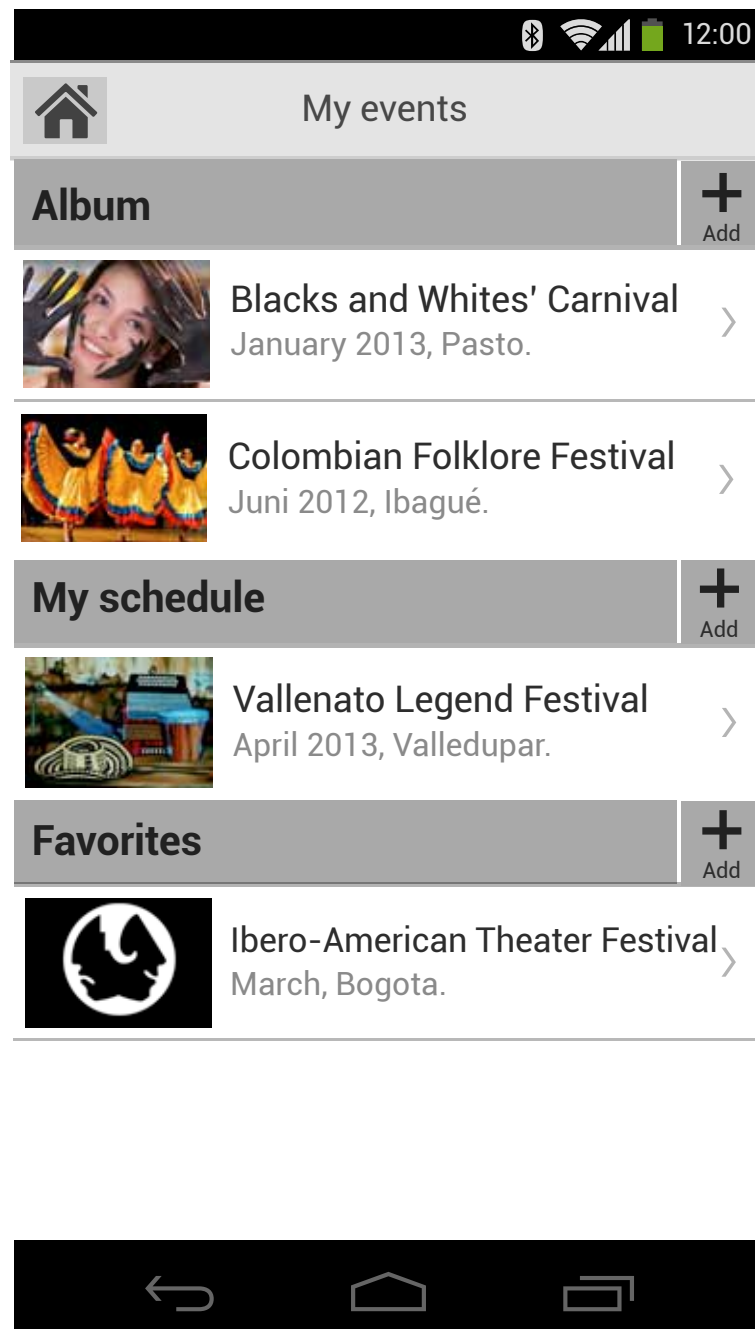 12:00
My events
Album
Add
Blacks and Whites' Carnival
January 2013, Pasto.
Colombian Folklore Festival
Juni 2012, Ibagué.
My schedule
Add
Vallenato Legend Festival
April 2013, Valledupar.
Favorites
Add
Ibero-American Theater Festival
March, Bogota.